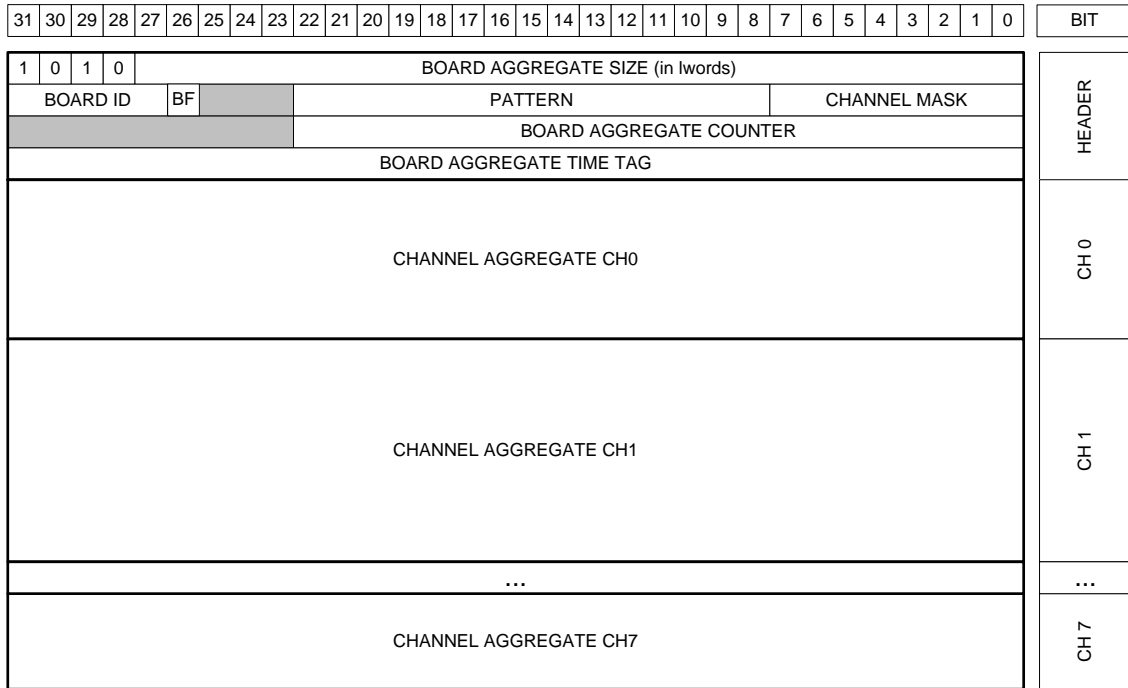 31 30 29 28 27 26 25 24 23 22 21 20 19 18 17 16 15 14 13 12 11 10 9 8 7 6 5 4 3 2 1 0 BIT
1 0 1 0 BOARD AGGREGATE SIZE (in lwords)
BOARD ID BF PATTERN CHANNEL MASK
BOARD AGGREGATE COUNTER
BOARD AGGREGATE TIME TAG
HEADER
CHANNEL AGGREGATE CH0 CH 0
CHANNEL AGGREGATE CH1 CH 1
... ...
CHANNEL AGGREGATE CH7 CH 7